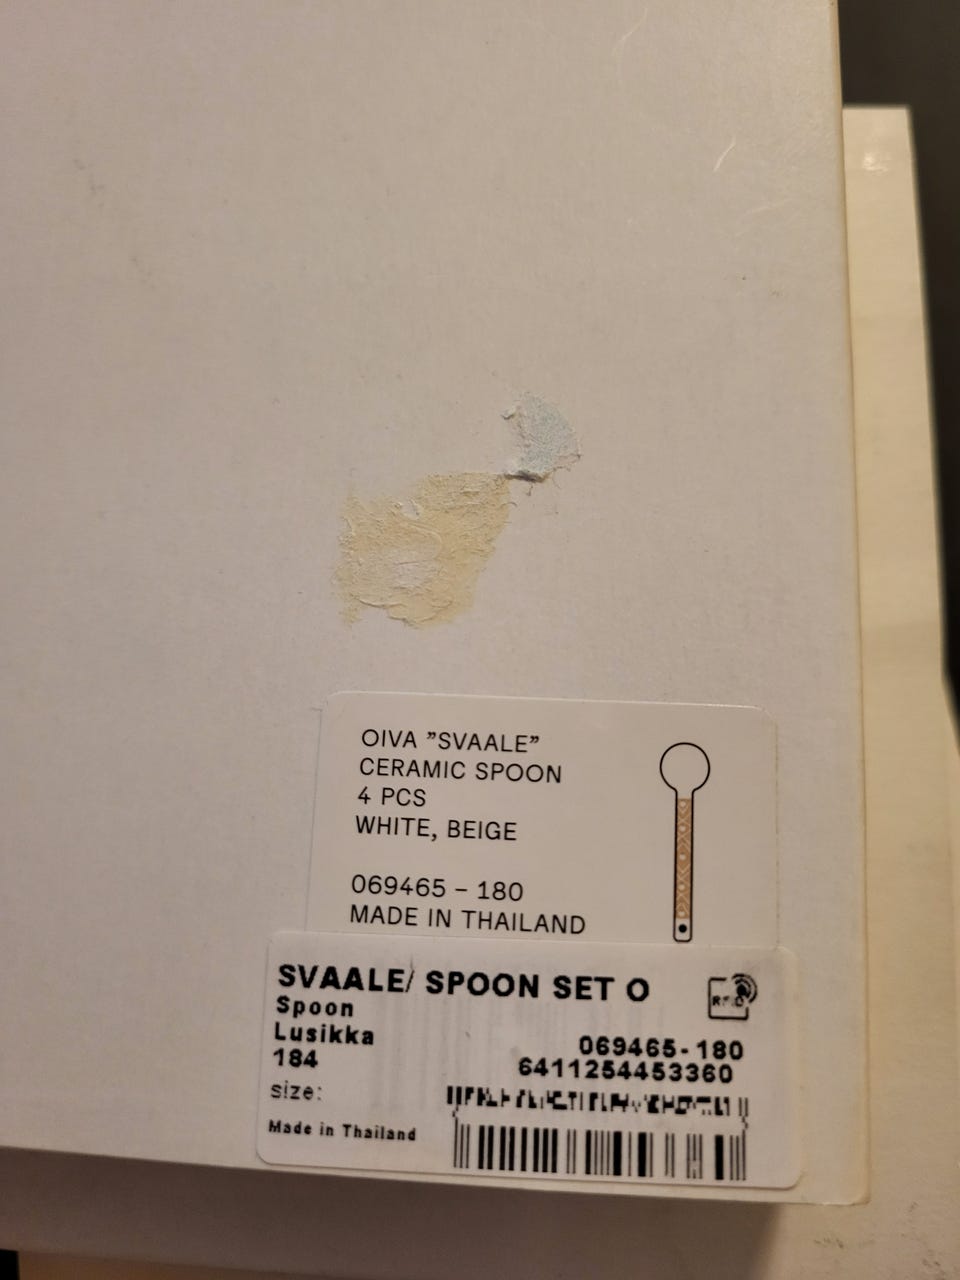 OIVA ”SVAALE”
CERAMIC SPOON
4 PCS
WHITE, BEIGE
069465 – 180
MADE IN THAILAND
SVAALE/ SPOON SET O
RFID
Spoon
Lusikka
184
069465-180
6411254453360
size:
Made in Thailand